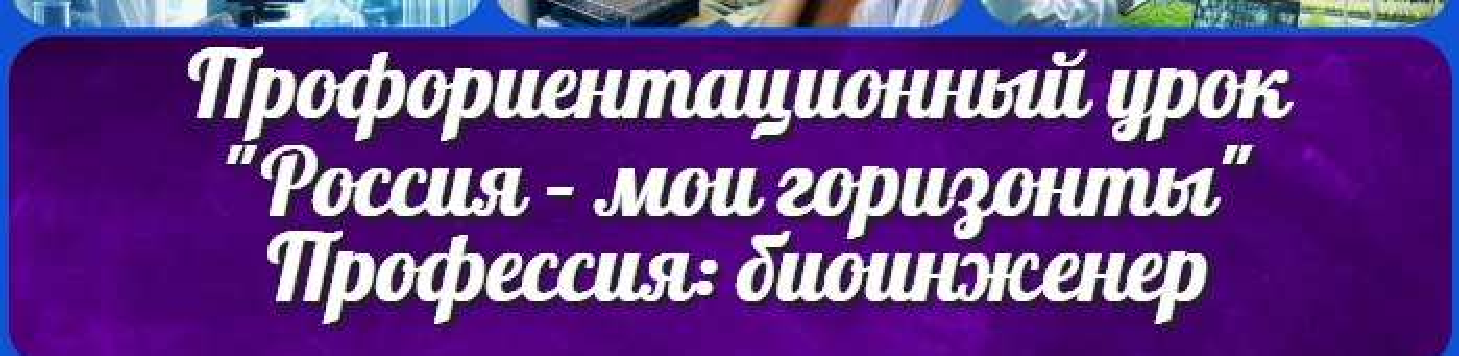 Профориентационный урок
"Россия - мои горизонты"
Профессия: биоинженер